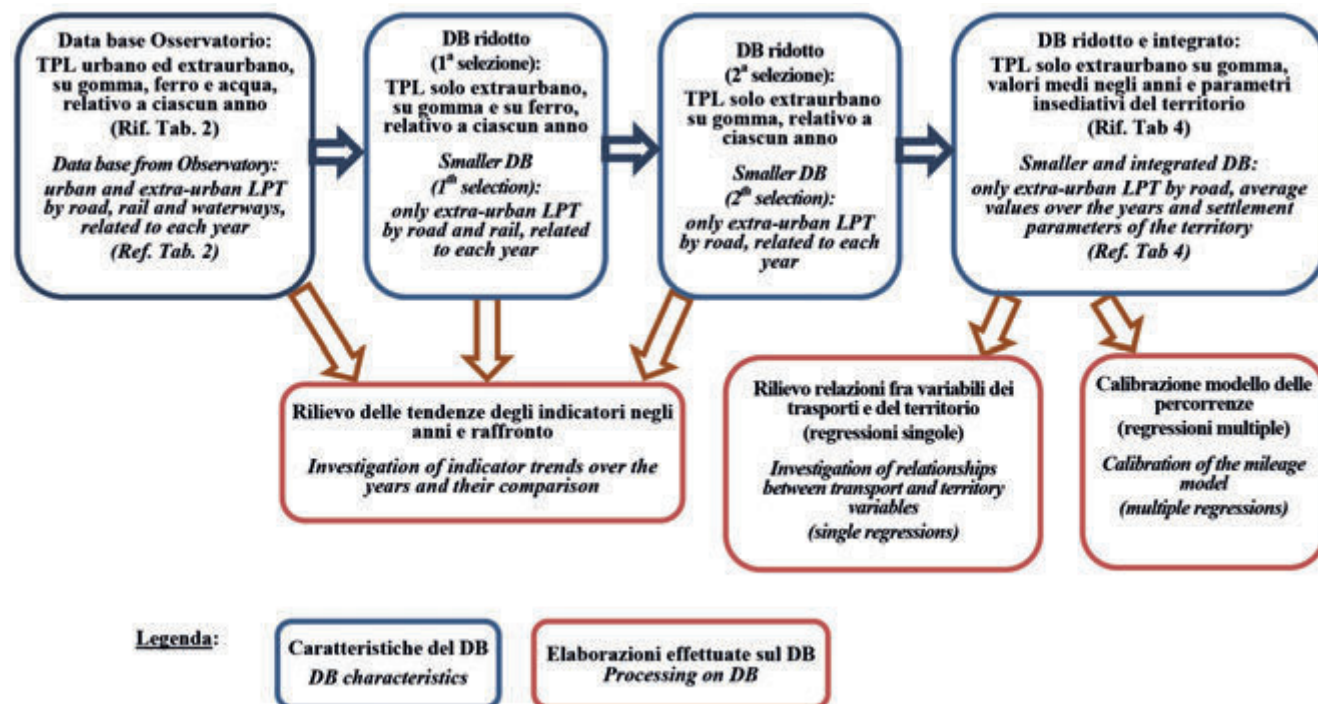 Data base Osservatorio:
TPL urbano ed extraurbano,
su gomma, ferro e acqua,
relativo a ciascun anno
(Rif. Tab. 2)
Data base from Observatory:
urban and extra-urban LPT
by road, rail and waterways,
related to each year
(Ref. Tab. 2)
DB ridotto
(1ª selezione):
TPL solo extraurbano,
su gomma e su ferro,
relativo a ciascun anno
Smaller DB
(1th selection):
only extra-urban LPT
by road and rail, related
to each year
DB ridotto
(2ª selezione):
TPL solo extraurbano
su gomma, relativo a
ciascun anno
Smaller DB
(2th selection):
only extra-urban LPT
by road, related to each
year
DB ridotto e integrato:
TPL solo extraurbano su gomma,
valori medi negli anni e parametri
insediativi del territorio
(Rif. Tab 4)
Smaller and integrated DB:
only extra-urban LPT by road, average
values over the years and settlement
parameters of the territory
(Ref. Tab 4)
Rilievo delle tendenze degli indicatori negli
anni e raffronto
Investigation of indicator trends over the
years and their comparison
Rilievo relazioni fra variabili dei
trasporti e del territorio
(regressioni singole)
Investigation of relationships
between transport and territory
variables
(single regressions)
Calibrazione modello delle
percorrenze
(regressioni multiple)
Calibration of the mileage
model
(multiple regressions)
Legenda:
Caratteristiche del DB
DB characteristics
Elaborazioni effettuate sul DB
Processing on DB